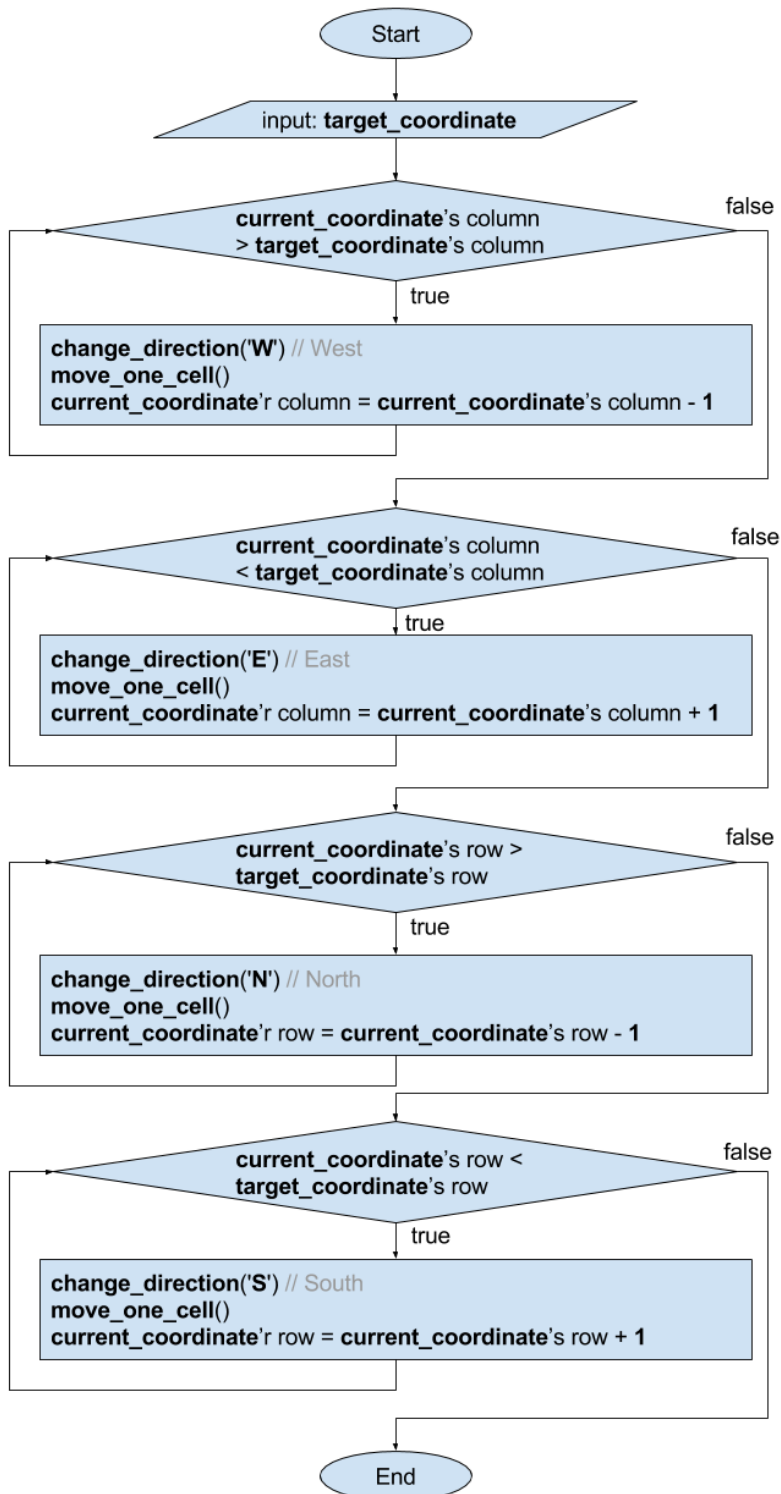 Start
input: target_coordinate
current_coordinate’s column
> target_coordinate’s column
false
true
change_direction('W') // West
move_one_cell()
current_coordinate’r column = current_coordinate’s column - 1
current_coordinate’s column
< target_coordinate’s column
false
true
change_direction('E') // East
move_one_cell()
current_coordinate’r column = current_coordinate’s column + 1
current_coordinate’s row >
target_coordinate’s row
false
true
change_direction('N') // North
move_one_cell()
current_coordinate’r row = current_coordinate’s row - 1
current_coordinate’s row <
target_coordinate’s row
false
true
change_direction('S') // South
move_one_cell()
current_coordinate’r row = current_coordinate’s row + 1
End